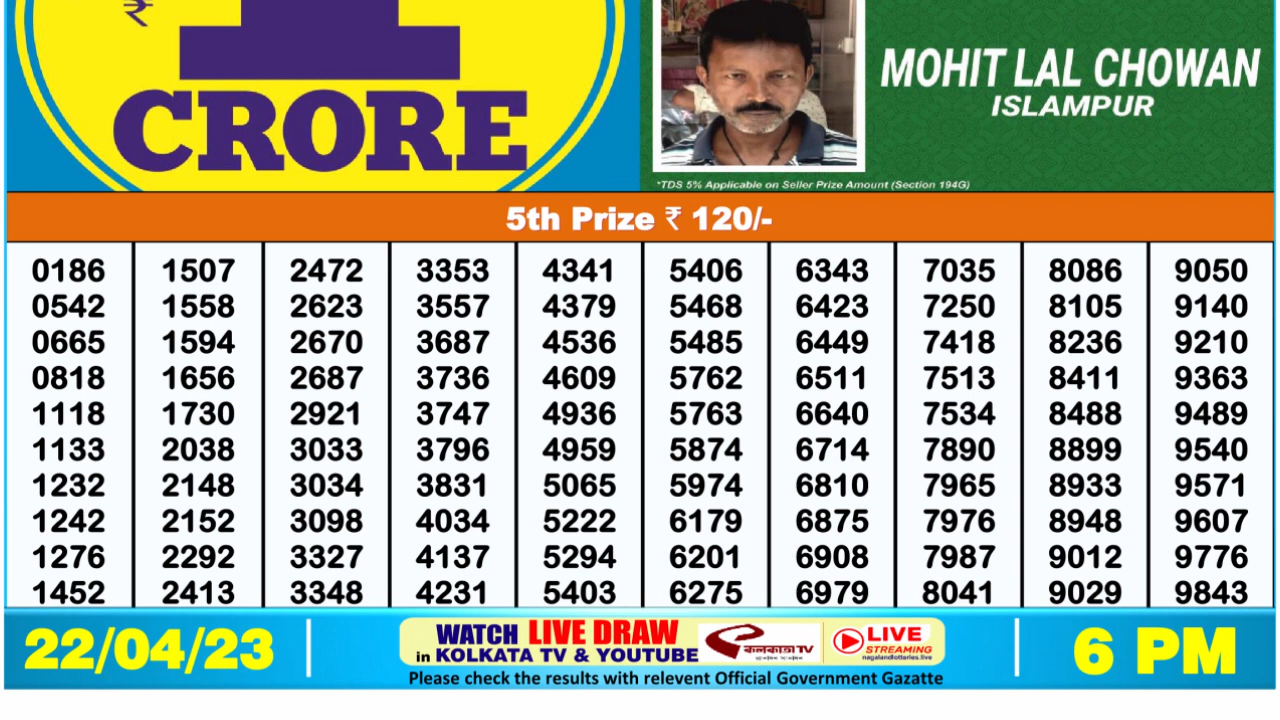 ₹
1
CRORE
MOHIT LAL CHOWAN
ISLAMPUR
*TDS 5% Applicable on Seller Prize Amount (Section 194G)
5th Prize ₹ 120/-
0186 1507 2472 3353 4341 5406 6343 7035 8086 9050
0542 1558 2623 3557 4379 5468 6423 7250 8105 9140
0665 1594 2670 3687 4536 5485 6449 7418 8236 9210
0818 1656 2687 3736 4609 5762 6511 7513 8411 9363
1118 1730 2921 3747 4936 5763 6640 7534 8488 9489
1133 2038 3033 3796 4959 5874 6714 7890 8899 9540
1232 2148 3034 3831 5065 5974 6810 7965 8933 9571
1242 2152 3098 4034 5222 6179 6875 7976 8948 9607
1276 2292 3327 4137 5294 6201 6908 7987 9012 9776
1452 2413 3348 4231 5403 6275 6979 8041 9029 9843
22/04/23
WATCH LIVE DRAW
in KOLKATA TV & YOUTUBE
কলকাতা TV
LIVE
STREAMING
nagalandlotteries.live
6 PM
Please check the results with relevent Official Government Gazatte